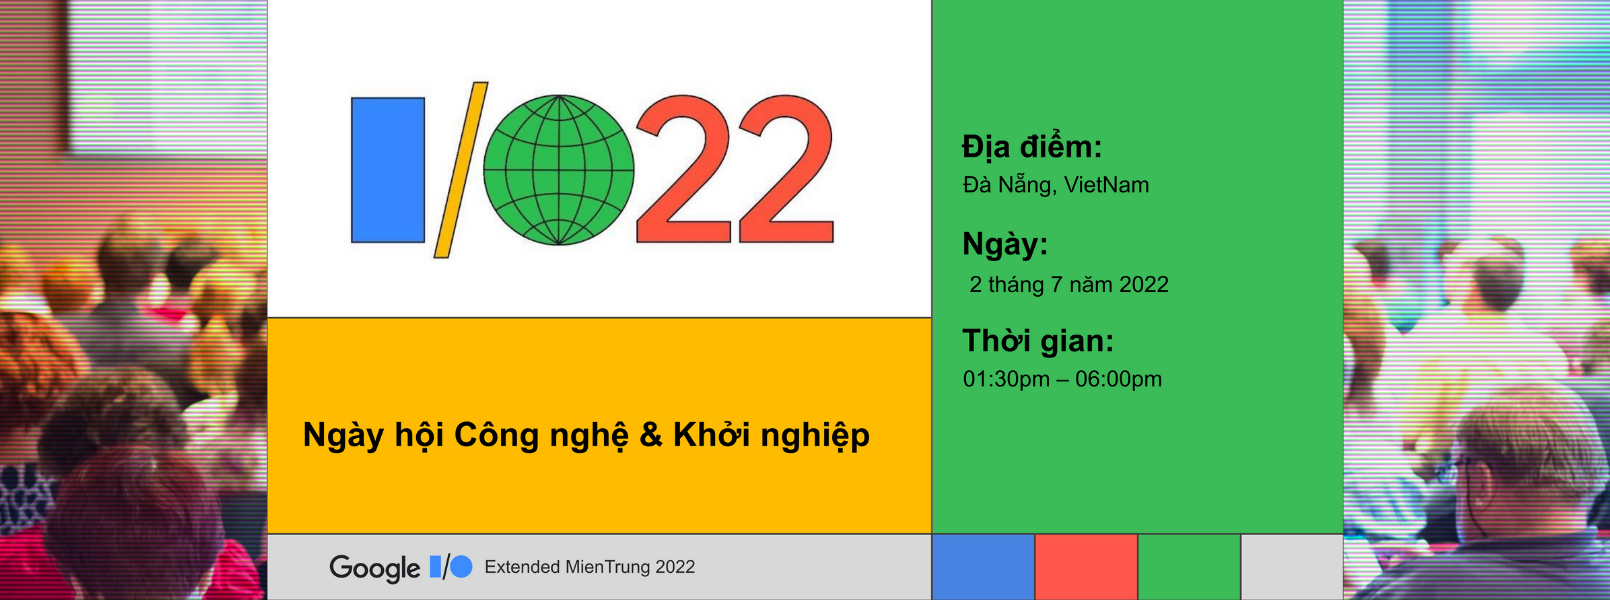 I/O22
Ngày hội Công nghệ & Khởi nghiệp
Google I/O Extended MienTrung 2022
Địa điểm:
Đà Nẵng, VietNam
Ngày:
2 tháng 7 năm 2022
Thời gian:
01:30pm – 06:00pm